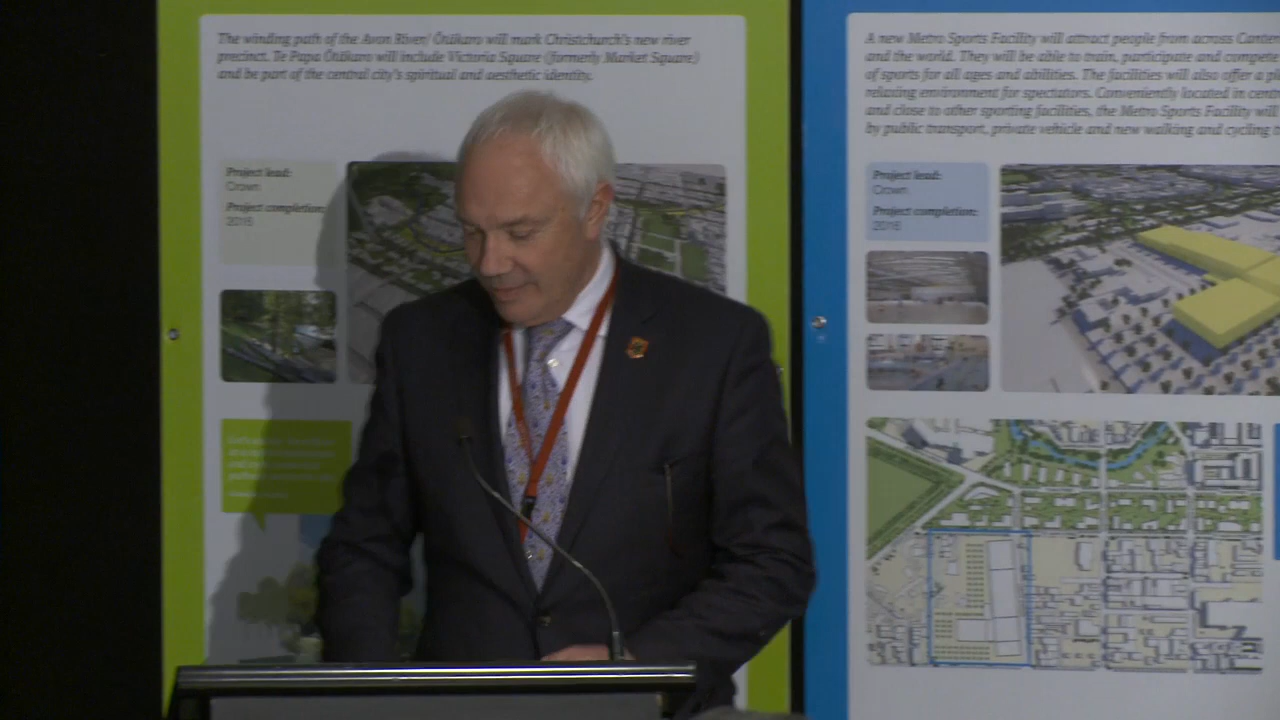 The winding path of the Avon River/ Ōtākaro will mark Christchurch's new river
precinct. Te Papa Ōtākaro will include Victoria Square (formerly Market Square)
and be part of the central city's spiritual and aesthetic identity.
Project lead:
Crown
Project completion:
A new Metro Sports Facility will attract people from across
and the world. They will be able to train, participate and compete
of sports for all ages and abilities. The facilities will also offer a
relaxing environment for spectators. Conveniently located in
and close to other sporting facilities, the Metro Sports Facility will
by public transport, private vehicle and new walking and cycling
Project lead:
Crown
Project completion: